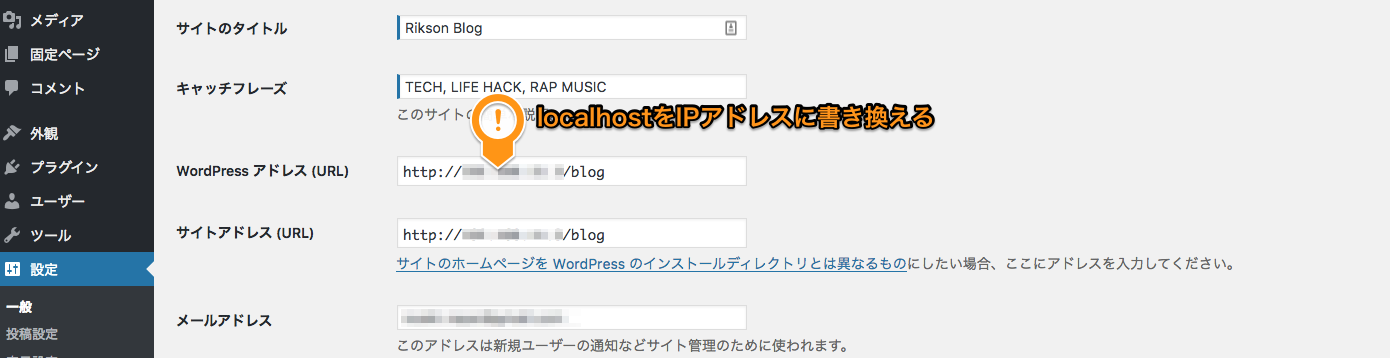 メディア
固定ページ
コメント
外観
プラグイン
ユーザー
ツール
設定
一般
投稿設定
サイトのタイトル
Rikson Blog
キャッチフレーズ
TECH, LIFE HACK, RAP MUSIC
このサイトの
localhostをIPアドレスに書き換える
WordPress アドレス (URL)
http:// /blog
サイトアドレス (URL)
http:// /blog
サイトのホームページを WordPress のインストールディレクトリとは異なるものにしたい場合、ここにアドレスを入力してください。
メールアドレス
このアドレスは新規ユーザーの通知などサイト管理のために使われます。